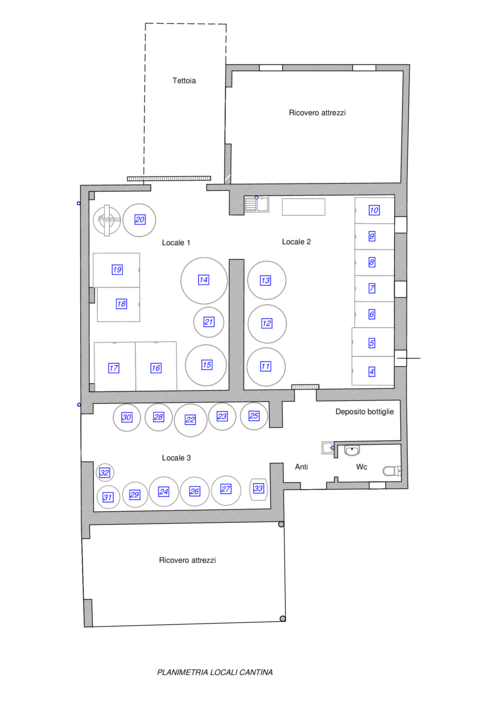 Tettoia
Ricovero attrezzi
Pressa
20
Locale 1
Locale 2
10
9
8
7
6
5
4
19
18
14
13
21
12
17
16
15
11
30
28
22
23
25
Deposito bottiglie
Locale 3
Anti
Wc
32
31
29
24
26
27
33
Ricovero attrezzi
PLANIMETRIA LOCALI CANTINA